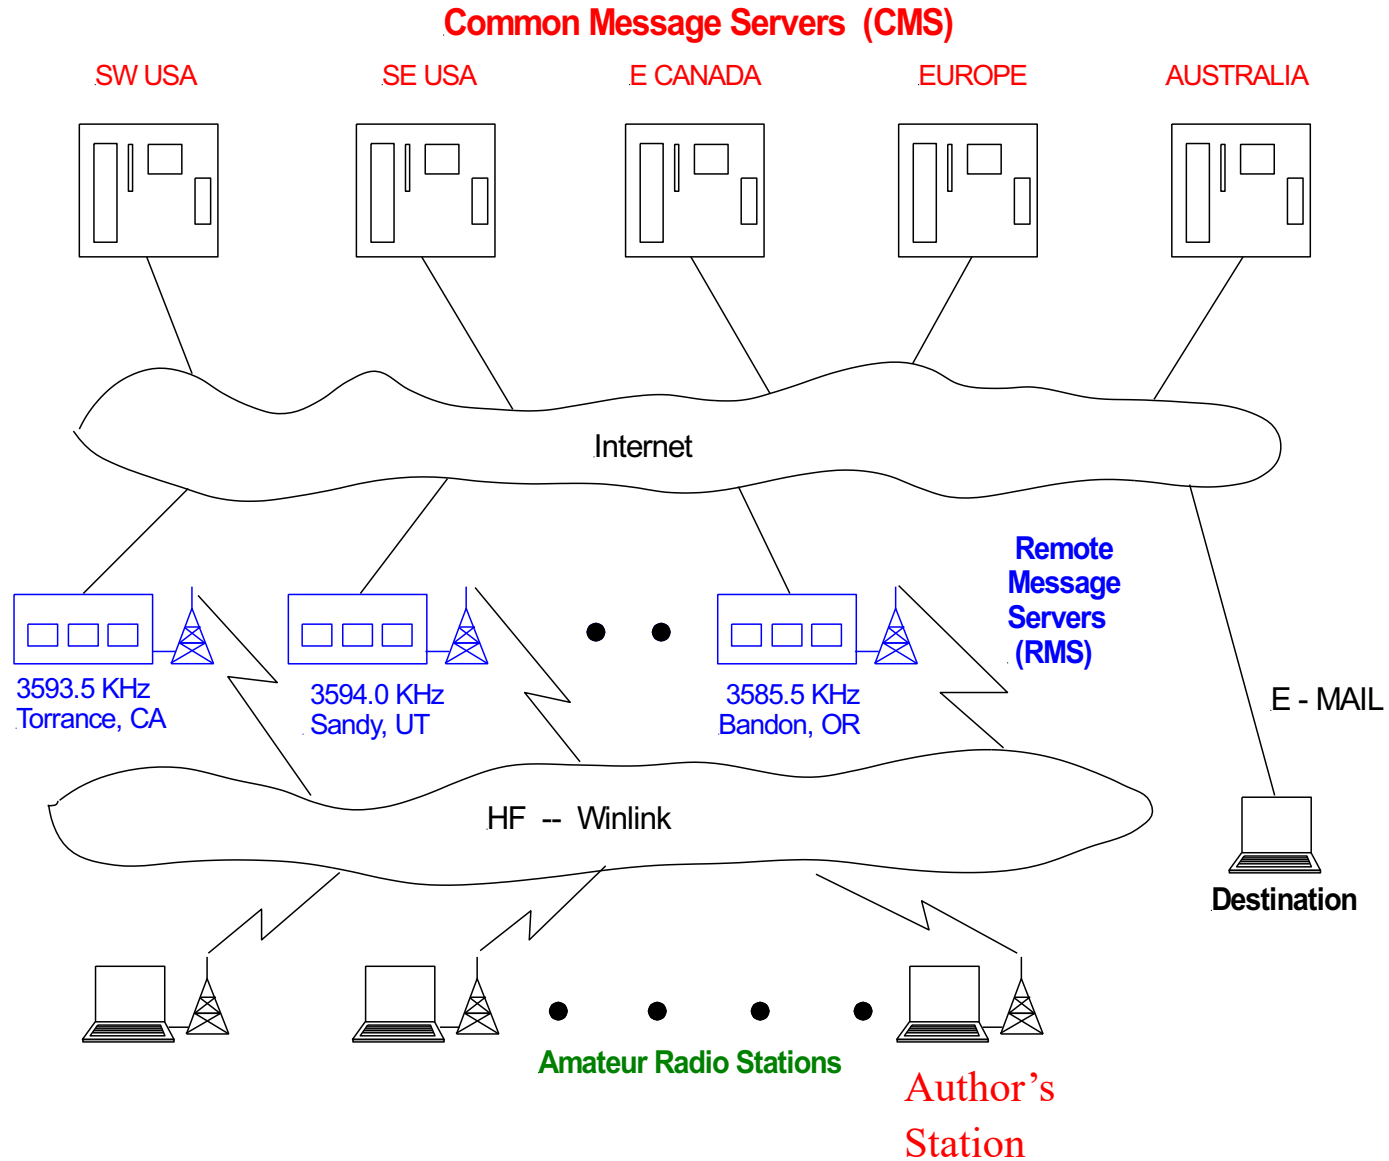 Common Message Servers (CMS)
SW USA
SE USA
E CANADA
EUROPE
AUSTRALIA
Internet
Remote
Message
Servers
(RMS)
3593.5 KHz
Torrance, CA
3594.0 KHz
Sandy, UT
3585.5 KHz
Bandon, OR
E - MAIL
HF -- Winlink
Destination
Amateur Radio Stations
Author’s
Station